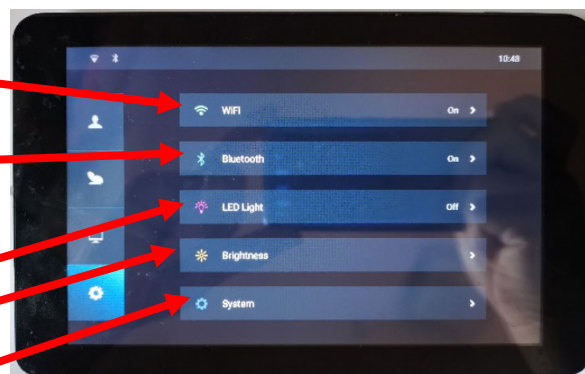 10:48
WiFi On
Bluetooth On
LED Light Off
Brightness
System